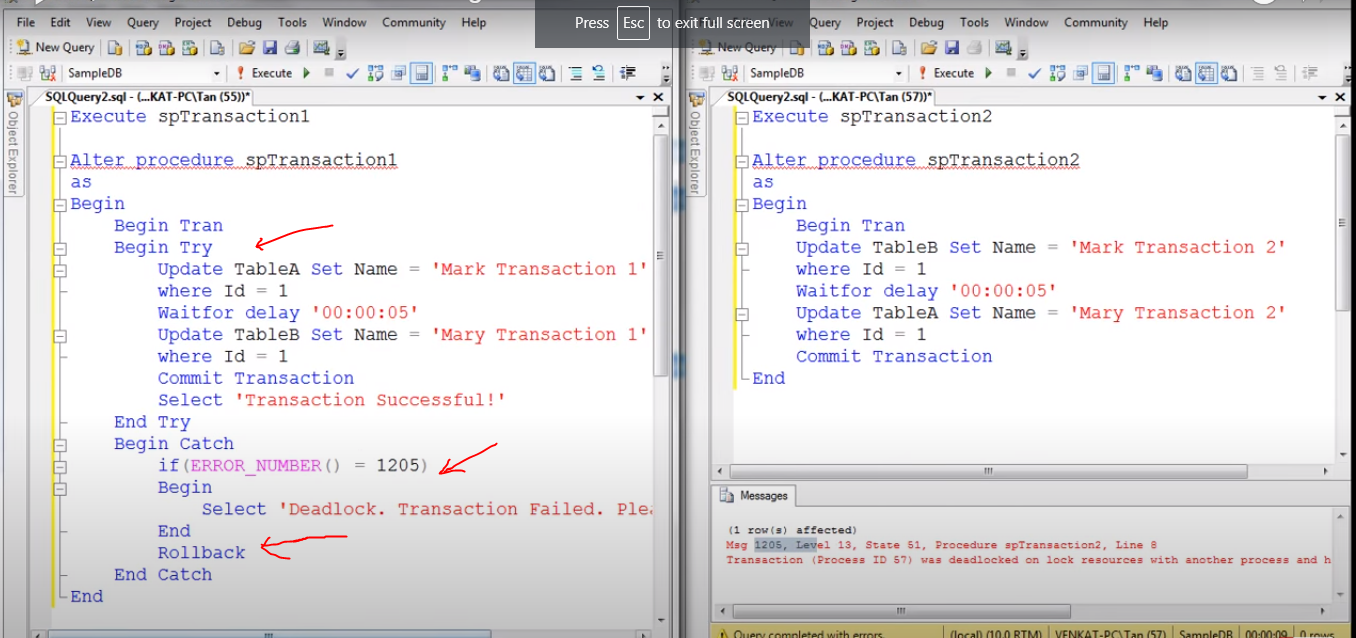 Press Esc to exit full screen
File Edit View Query Project Debug Tools Window Community Help
New Query
SampleDB Execute
SQLQuery2.sql - (...KAT-PC\Tan (55))*
Object Explorer
Execute spTransaction1
Alter procedure spTransaction1
as
Begin
Begin Tran
Begin Try
Update TableA Set Name = 'Mark Transaction 1'
where Id = 1
Waitfor delay '00:00:05'
Update TableB Set Name = 'Mary Transaction 1'
where Id = 1
Commit Transaction
Select 'Transaction Successful!'
End Try
Begin Catch
if(ERROR_NUMBER() = 1205)
Begin
Select 'Deadlock. Transaction Failed. Plea
End
Rollback
End Catch
End
View Query Project Debug Tools Window Community Help
New Query
SampleDB Execute
SQLQuery2.sql - (...KAT-PC\Tan (57))*
Object Explorer
Execute spTransaction2
Alter procedure spTransaction2
as
Begin
Begin Tran
Update TableB Set Name = 'Mark Transaction 2'
where Id = 1
Waitfor delay '00:00:05'
Update TableA Set Name = 'Mary Transaction 2'
where Id = 1
Commit Transaction
End
Messages
(1 row(s) affected)
Msg 1205, Level 13, State 51, Procedure spTransaction2, Line 8
Transaction (Process ID 57) was deadlocked on lock resources with another process and h
Query completed with errors. (local) (10.0 RTM) VENKAT-PC\Tan (57) SampleDB 00:00:09 0 rows